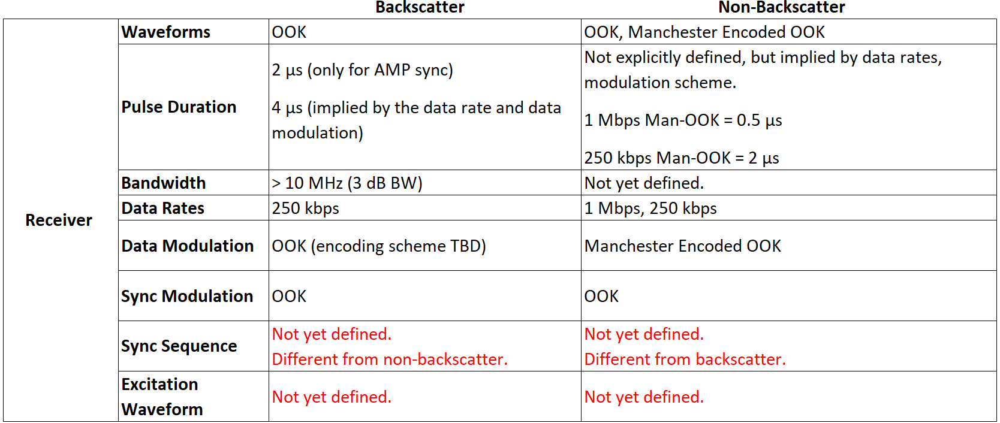 Backscatter Non-Backscatter
Waveforms OOK OOK, Manchester Encoded OOK
Receiver
Pulse Duration
2 µs (only for AMP sync)
4 µs (implied by the data rate and data
modulation)
Not explicitly defined, but implied by data rates,
modulation scheme.
1 Mbps Man-OOK = 0.5 µs
250 kbps Man-OOK = 2 µs
Bandwidth > 10 MHz (3 dB BW) Not yet defined.
Data Rates 250 kbps 1 Mbps, 250 kbps
Data Modulation OOK (encoding scheme TBD) Manchester Encoded OOK
Sync Modulation OOK OOK
Sync Sequence
Not yet defined.
Different from non-backscatter.
Not yet defined.
Different from backscatter.
Excitation
Waveform
Not yet defined. Not yet defined.